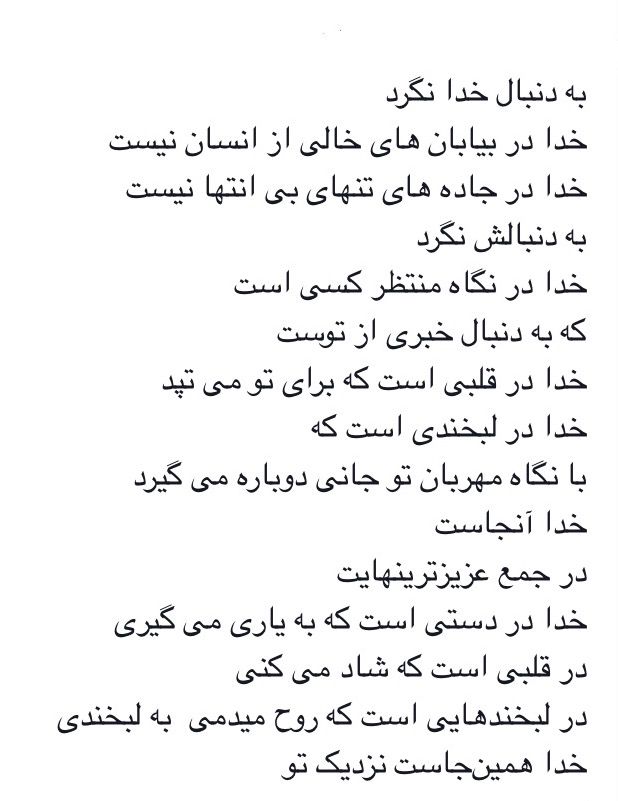 به دنبال خدا نگرد
خدا در بیابان های خالی از انسان نیست
خدا در جاده های تنهای بی انتها نیست
به دنبالش نگرد
خدا در نگاه منتظر کسی است
که به دنبال خبری از توست
خدا در قلبی است که برای تو می تپد
خدا در لبخندی است که
با نگاه مهربان تو جانی دوباره می گیرد
خدا آنجاست
در جمع عزیزترینهایت
خدا در دستی است که به یاری می گیری
در قلبی است که شاد می کنی
در لبخندهایی است که روح میدمی به لبخندی
خدا همین‌جاست نزدیک تو